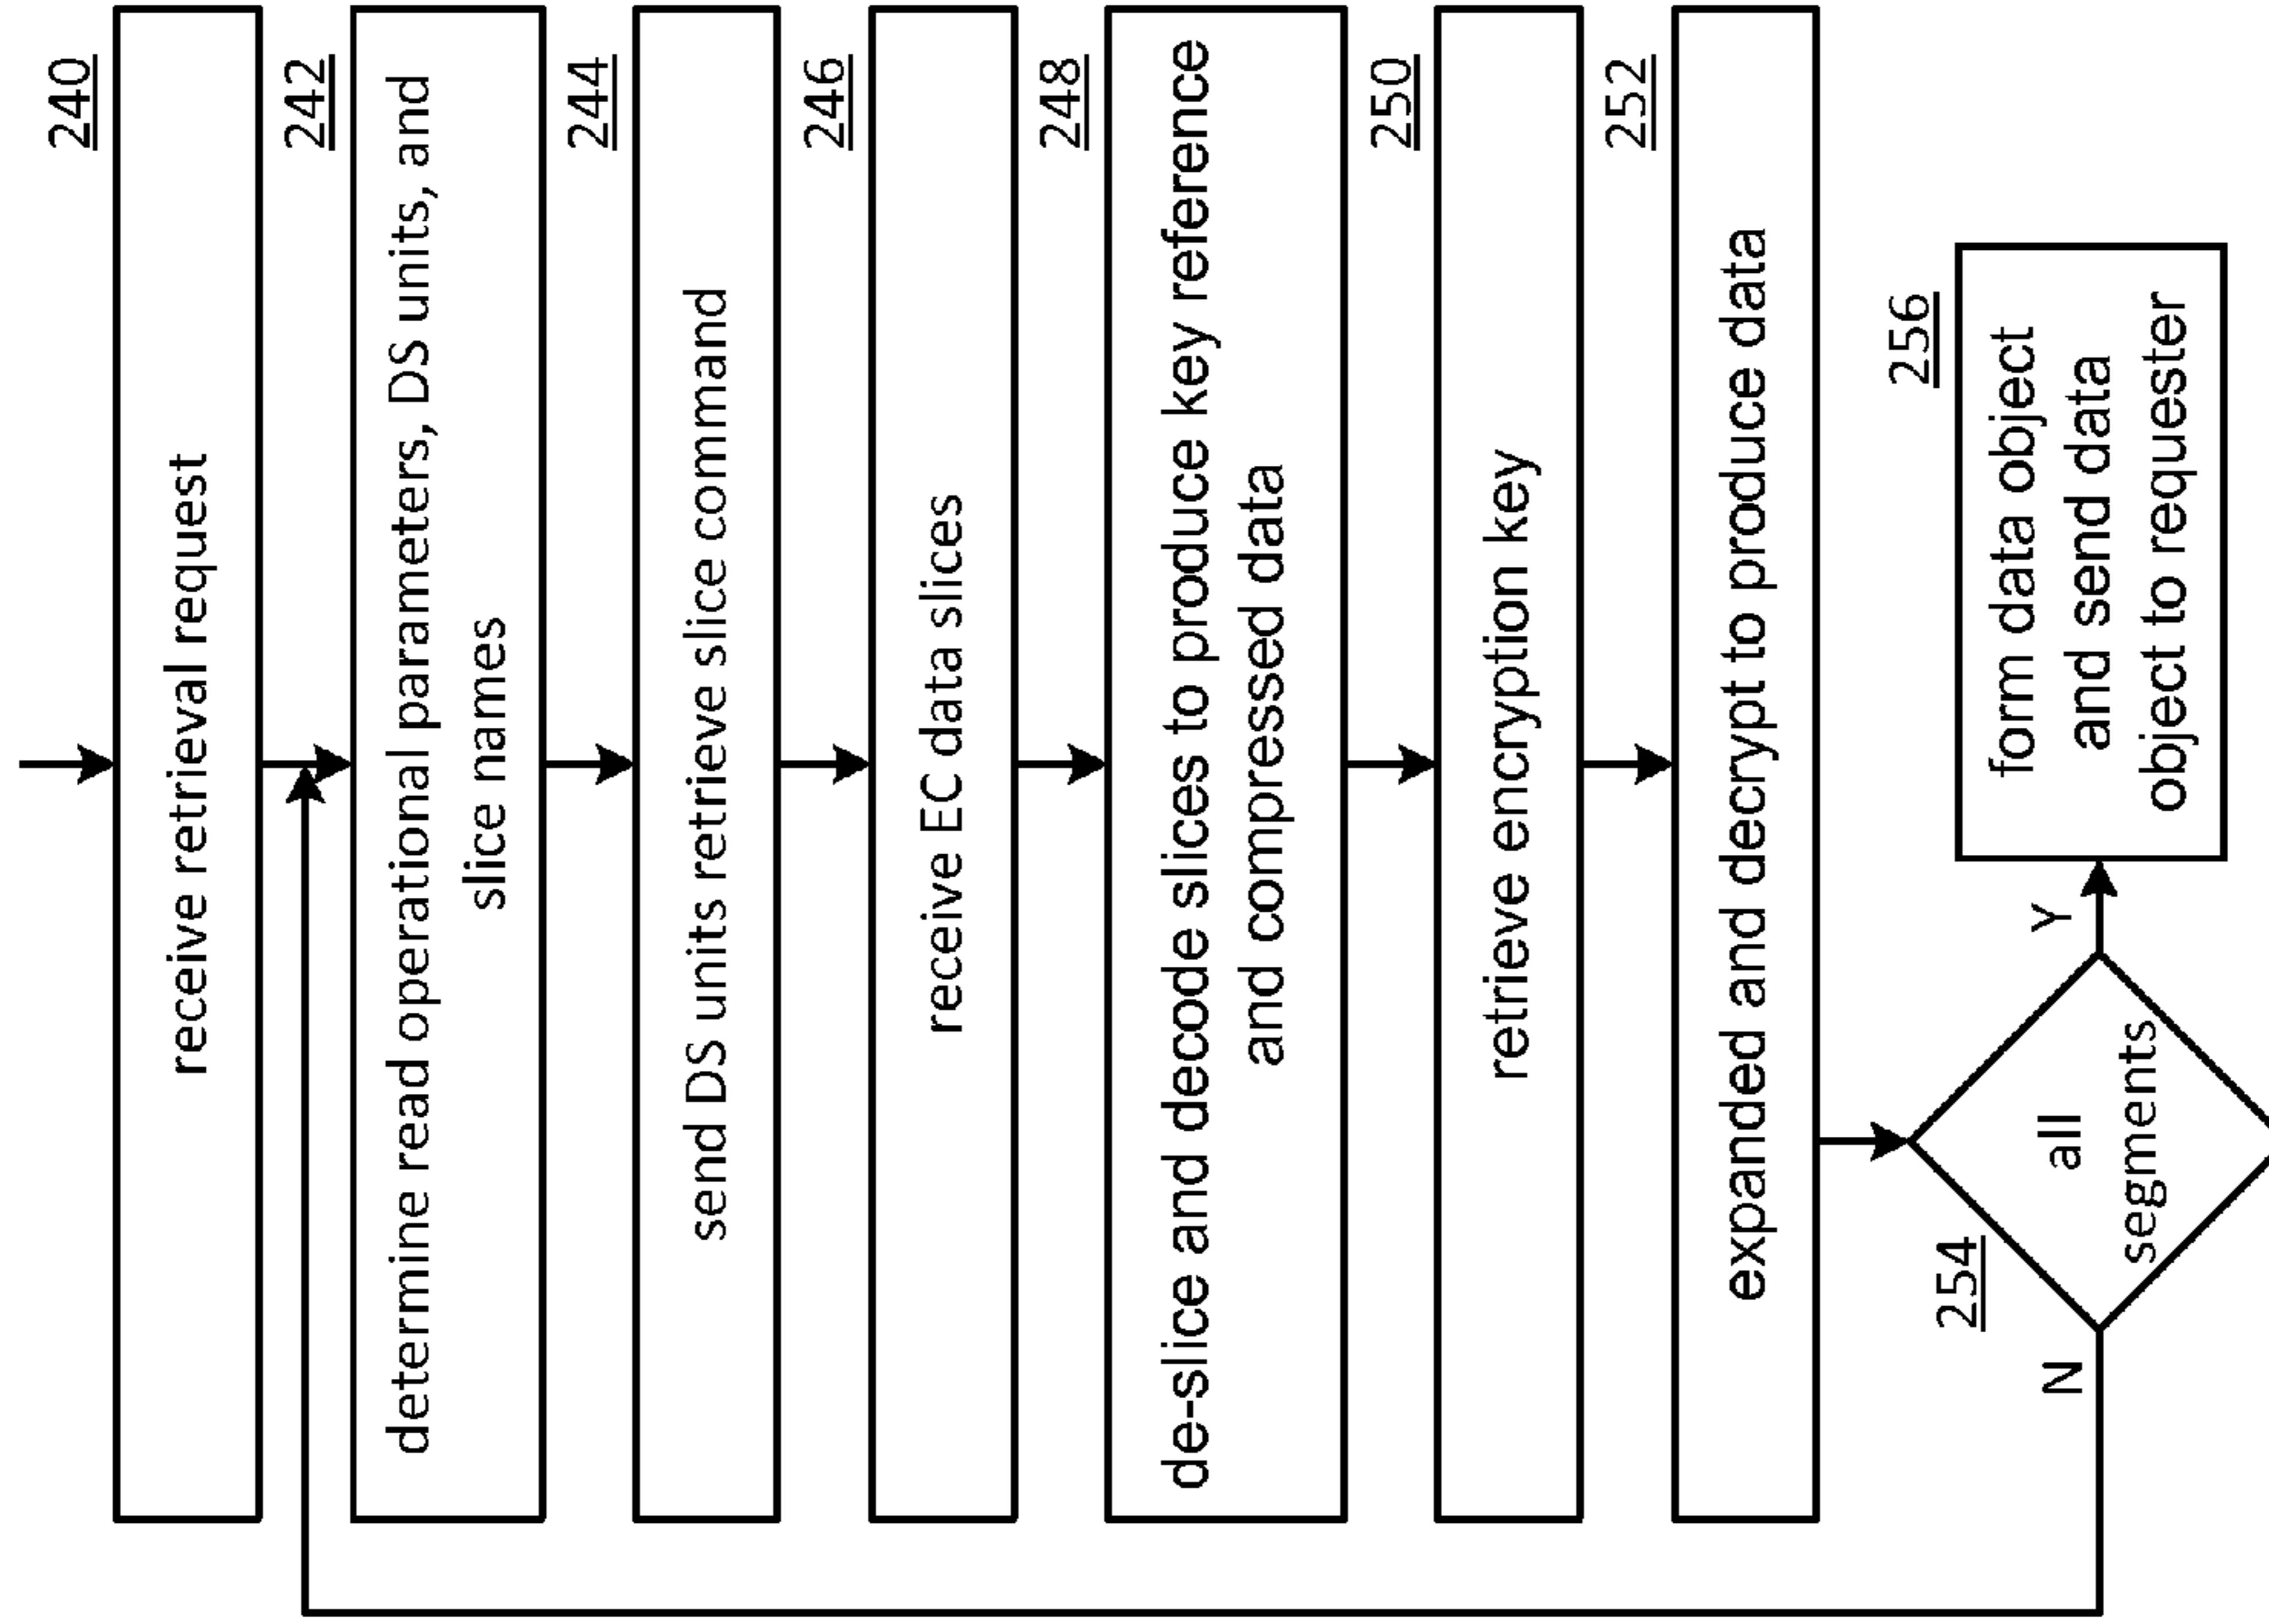 240
receive retrieval request
242
determine read operational parameters, DS units, and
slice names
244
send DS units retrieve slice command
246
receive EC data slices
248
de-slice and decode slices to produce key reference
and compressed data
250
retrieve encryption key
252
expanded and decrypt to produce data
254
all
segments
N
Y
256
form data object
and send data
object to requester